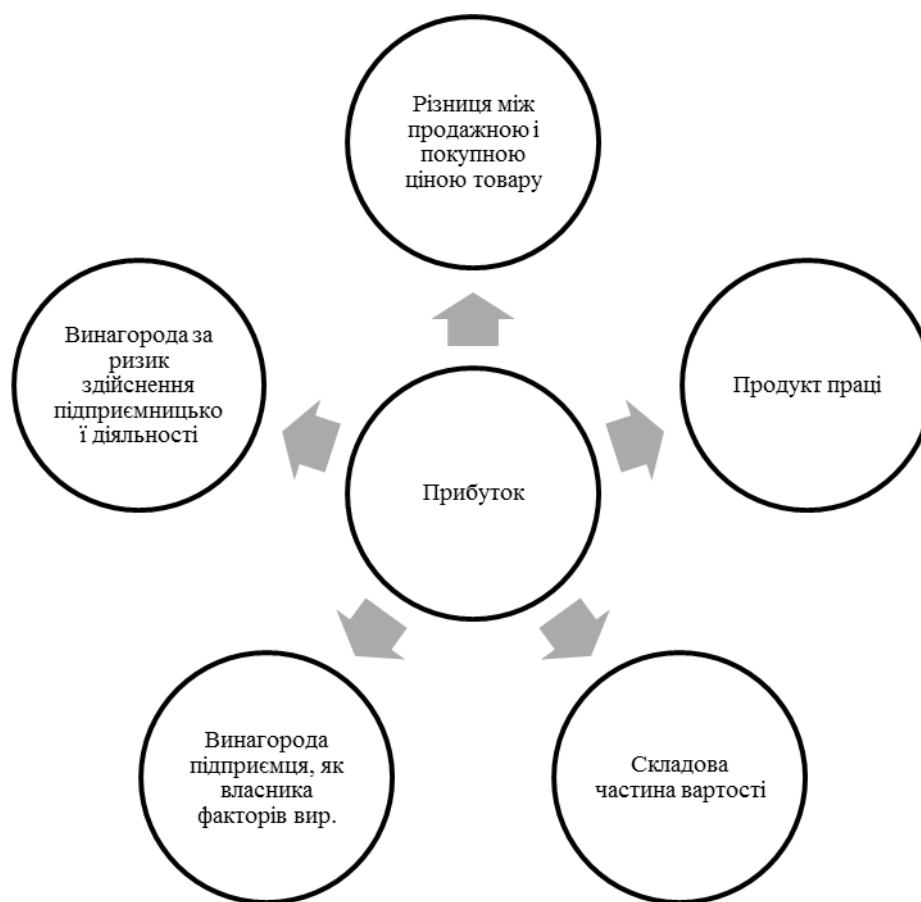 Різниця між
продажною і
покупною
ціною товару
Винагорода за
ризик
здійснення
підприємницько
ї діяльності
Продукт праці
Прибуток
Винагорода
підприємця, як
власника
факторів вир.
Складова
частина вартості